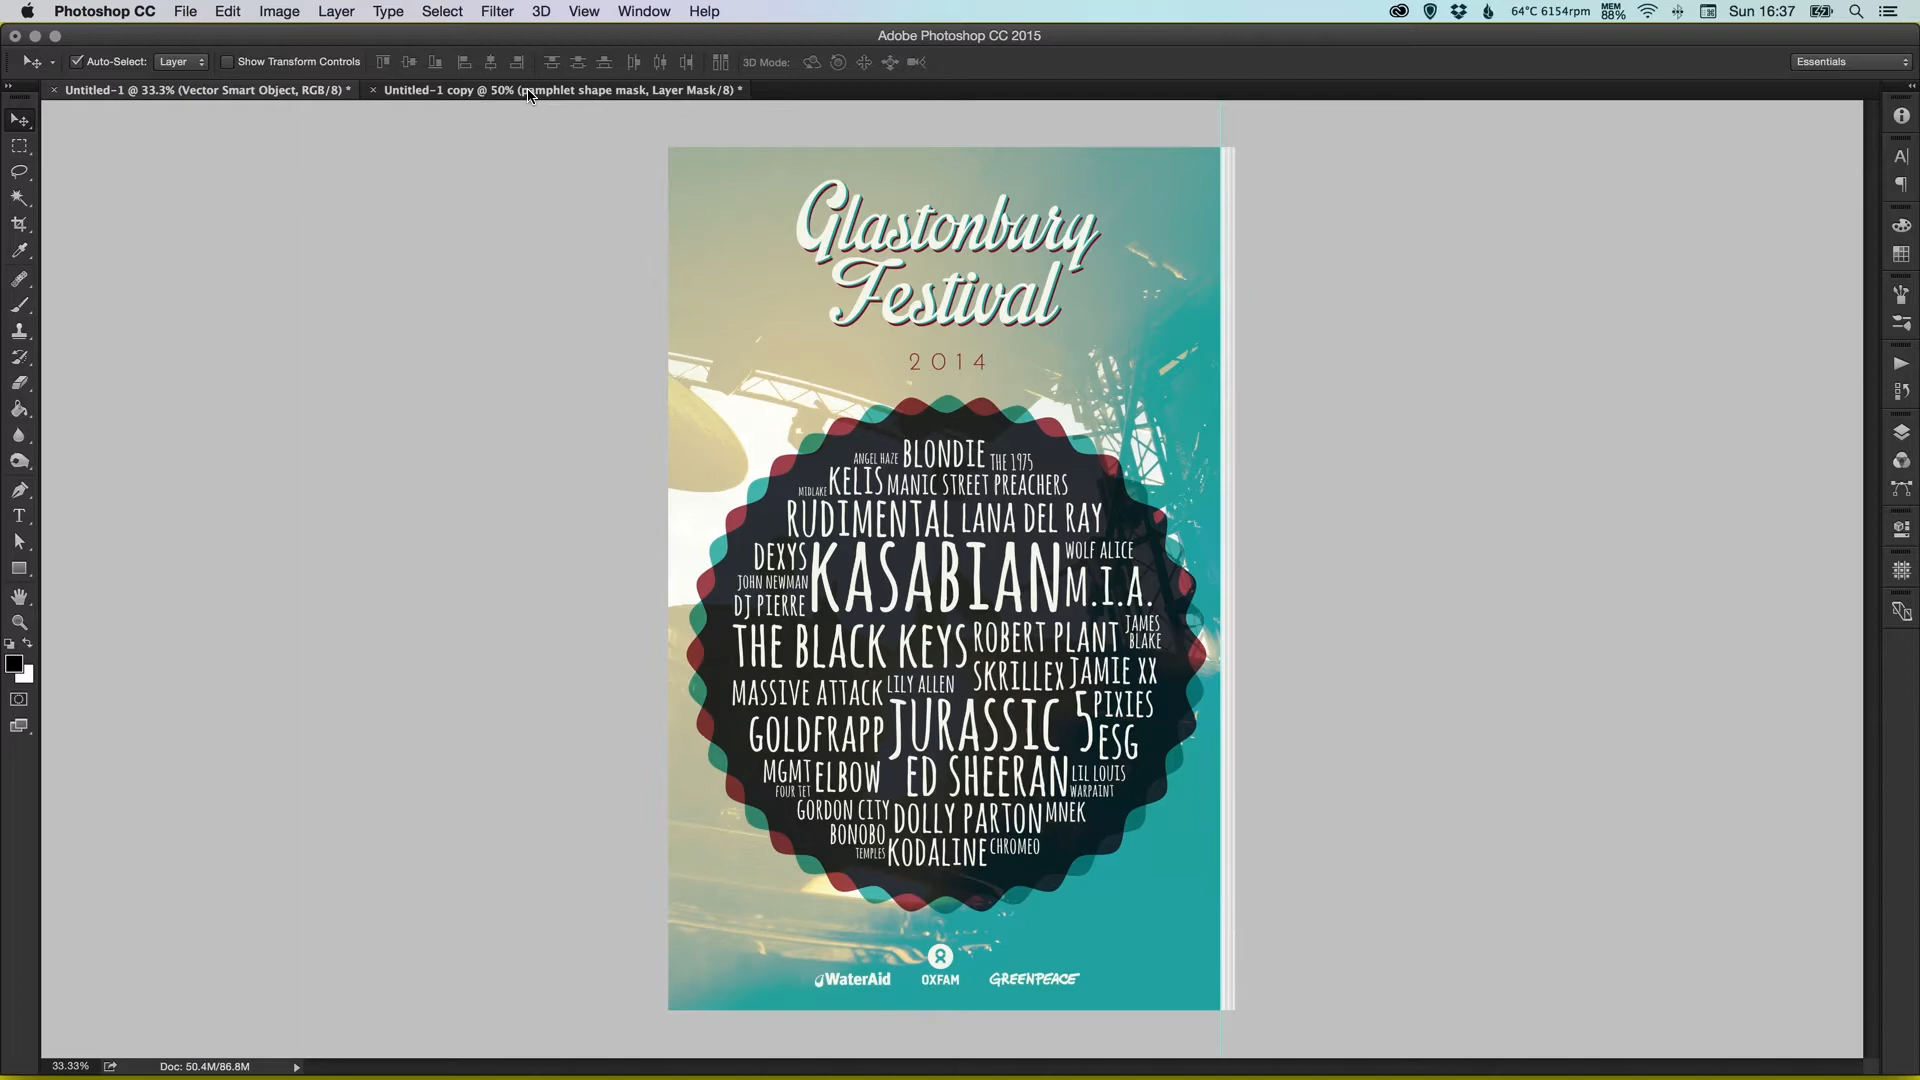 Photoshop CC File Edit Image Layer Type Select Filter 3D View Window Help 64°C 6154rpm MEM 88% Sun 16:37
Adobe Photoshop CC 2015
Auto-Select: Layer Show Transform Controls 3D Mode: Essentials
Untitled-1 @ 33.3% (Vector Smart Object, RGB/8) * Untitled-1 copy @ 50% (pamphlet shape mask, Layer Mask/8) *
Glastonbury
Festival
2014
ANGEL HAZE BLONDIE THE 1975
MIDLAKE KELIS MANIC STREET PREACHERS
RUDIMENTAL LANA DEL RAY
DEXYS KASABIAN WOLF ALICE
JOHN NEWMAN M.I.A.
DJ PIERRE
THE BLACK KEYS ROBERT PLANT JAMES
BLAKE
SKRILLEX JAMIE XX
MASSIVE ATTACK LILY ALLEN
JURASSIC 5 PIXIES
GOLDFRAPP ESG
MGMT ELBOW ED SHEERAN LIL LOUIS
FOUR TET WARPAINT
GORDON CITY DOLLY PARTON MNEK
BONOBO
TEMPLES KODALINE CHROMEO
WaterAid OXFAM GREENPEACE
33.33% Doc: 50.4M/86.8M